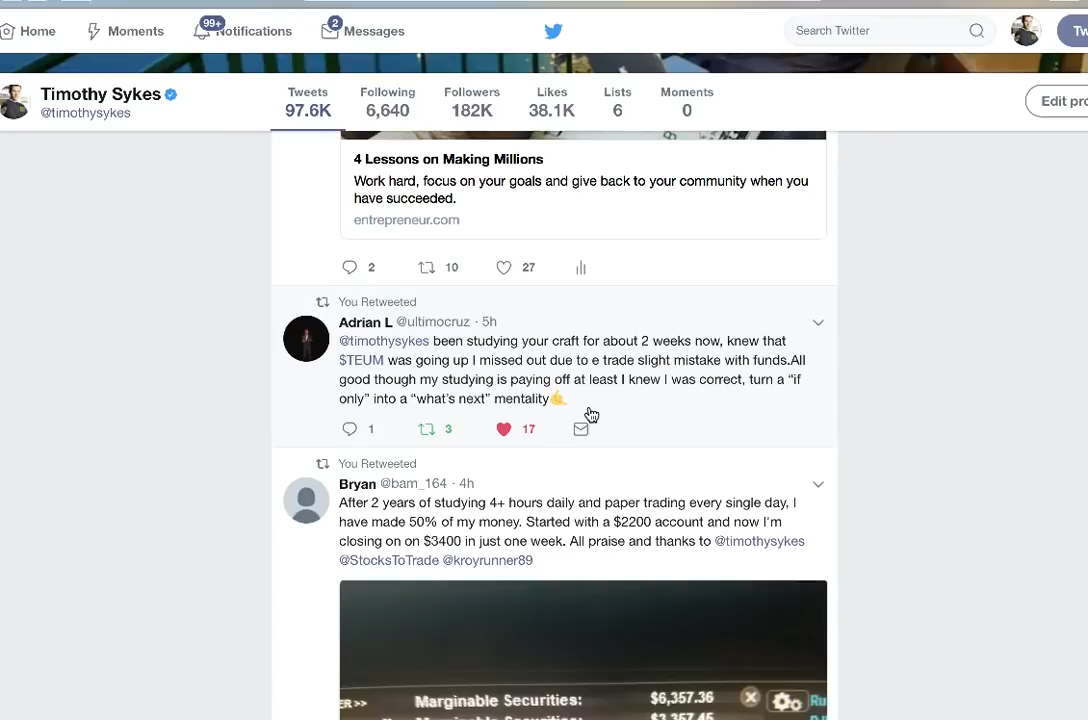 Home
Moments
99+
Notifications
2
Messages
Search Twitter
Timothy Sykes
@timothysykes
Tweets
97.6K
Following
6,640
Followers
182K
Likes
38.1K
Lists
6
Moments
0
Edit
4 Lessons on Making Millions
Work hard, focus on your goals and give back to your community when you
have succeeded.
entrepreneur.com
2 10 27
You Retweeted
Adrian L @ultimocruz · 5h
@timothysykes been studying your craft for about 2 weeks now, knew that
$TEUM was going up I missed out due to e trade slight mistake with funds.All
good though my studying is paying off at least I knew I was correct, turn a “if
only” into a “what’s next” mentality🤙
1 3 17
You Retweeted
Bryan @bam_164 · 4h
After 2 years of studying 4+ hours daily and paper trading every single day, I
have made 50% of my money. Started with a $2200 account and now I'm
closing on on $3400 in just one week. All praise and thanks to @timothysykes
@StocksToTrade @kroyrunner89
ER >> Marginable Securities: $6,357.36 Ru